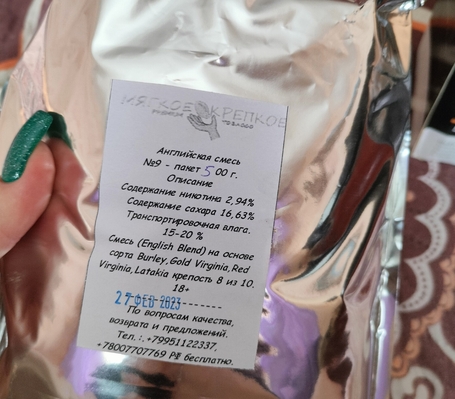 МЯГКОЕ КРЕПКОЕ
PREMIUM TOBACCO
Английская смесь
№9 - пакет 500 г.
Описание
Содержание никотина 2,94%
Содержание сахара 16,63%
Транспортировочная влага.
15-20 %
Смесь (English Blend) на основе
сорта Burley,Gold Virginia,Red
Virginia,Latakia крепость 8 из 10.
18+
27 ФЕВ 2023
По вопросам качества,
возврата и предложений.
Тел. :.+79951122337,
+78007707769 РФ бесплатно.